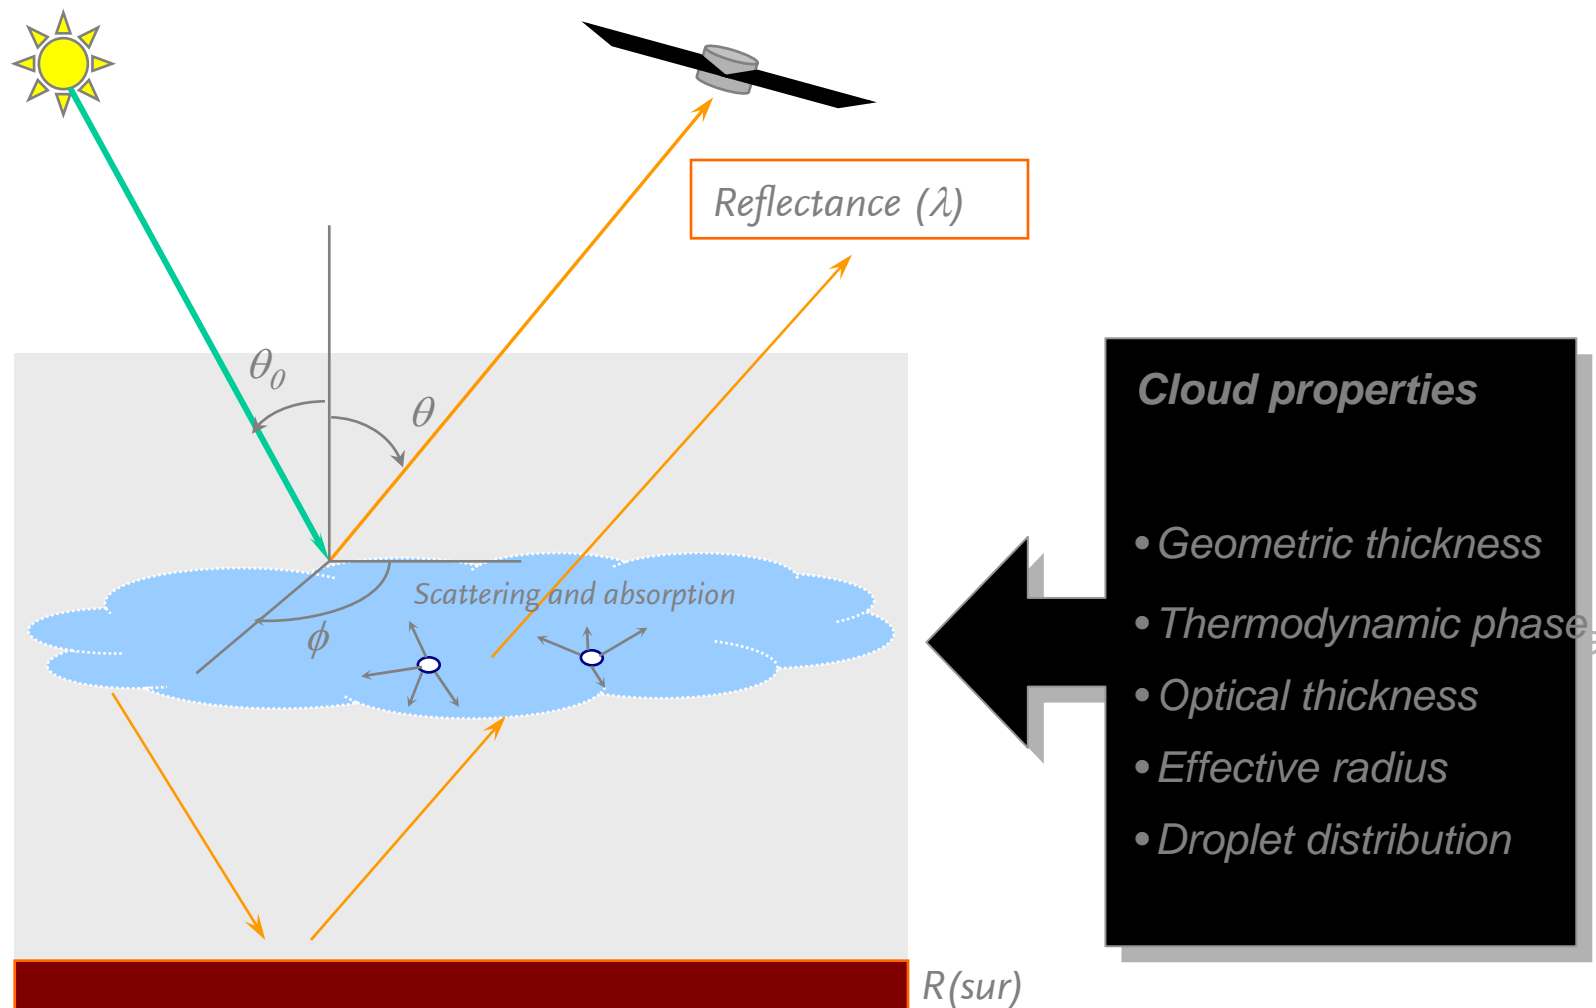 Reflectance (λ)
θ0
θ
Cloud properties
• Geometric thickness
Scattering and absorption
• Thermodynamic phase
ϕ
• Optical thickness
• Effective radius
• Droplet distribution
R(sur)